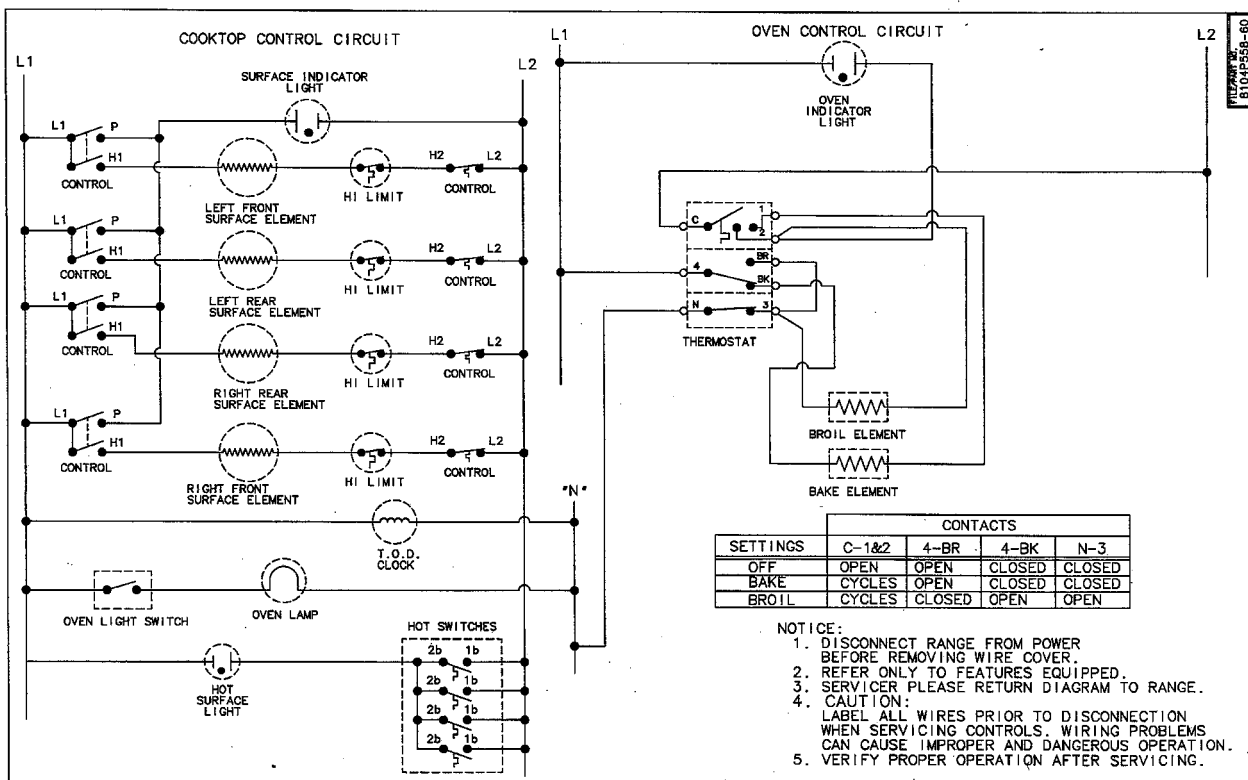 COOKTOP CONTROL CIRCUIT
OVEN CONTROL CIRCUIT
FILE/PART NO.
8104P558-60
L1
L2
L1
L2
SURFACE INDICATOR
LIGHT
OVEN
INDICATOR
LIGHT
L1 P
H1
CONTROL
LEFT FRONT
SURFACE ELEMENT
HI LIMIT
H2 L2
CONTROL
L1 P
H1
CONTROL
LEFT REAR
SURFACE ELEMENT
HI LIMIT
H2 L2
CONTROL
L1 P
H1
CONTROL
RIGHT REAR
SURFACE ELEMENT
HI LIMIT
H2 L2
CONTROL
L1 P
H1
CONTROL
RIGHT FRONT
SURFACE ELEMENT
HI LIMIT
H2 L2
CONTROL
C 1
2
4 BR
BK
N 3
THERMOSTAT
BROIL ELEMENT
BAKE ELEMENT
"N"
T.O.D.
CLOCK
OVEN LIGHT SWITCH
OVEN LAMP
HOT
SURFACE
LIGHT
HOT SWITCHES
2b 1b
2b 1b
2b 1b
2b 1b
CONTACTS
SETTINGS C-1&2 4-BR 4-BK N-3
OFF OPEN OPEN CLOSED CLOSED
BAKE CYCLES OPEN CLOSED CLOSED
BROIL CYCLES CLOSED OPEN OPEN
NOTICE:
1. DISCONNECT RANGE FROM POWER
BEFORE REMOVING WIRE COVER.
2. REFER ONLY TO FEATURES EQUIPPED.
3. SERVICER PLEASE RETURN DIAGRAM TO RANGE.
4. CAUTION:
LABEL ALL WIRES PRIOR TO DISCONNECTION
WHEN SERVICING CONTROLS. WIRING PROBLEMS
CAN CAUSE IMPROPER AND DANGEROUS OPERATION.
5. VERIFY PROPER OPERATION AFTER SERVICING.